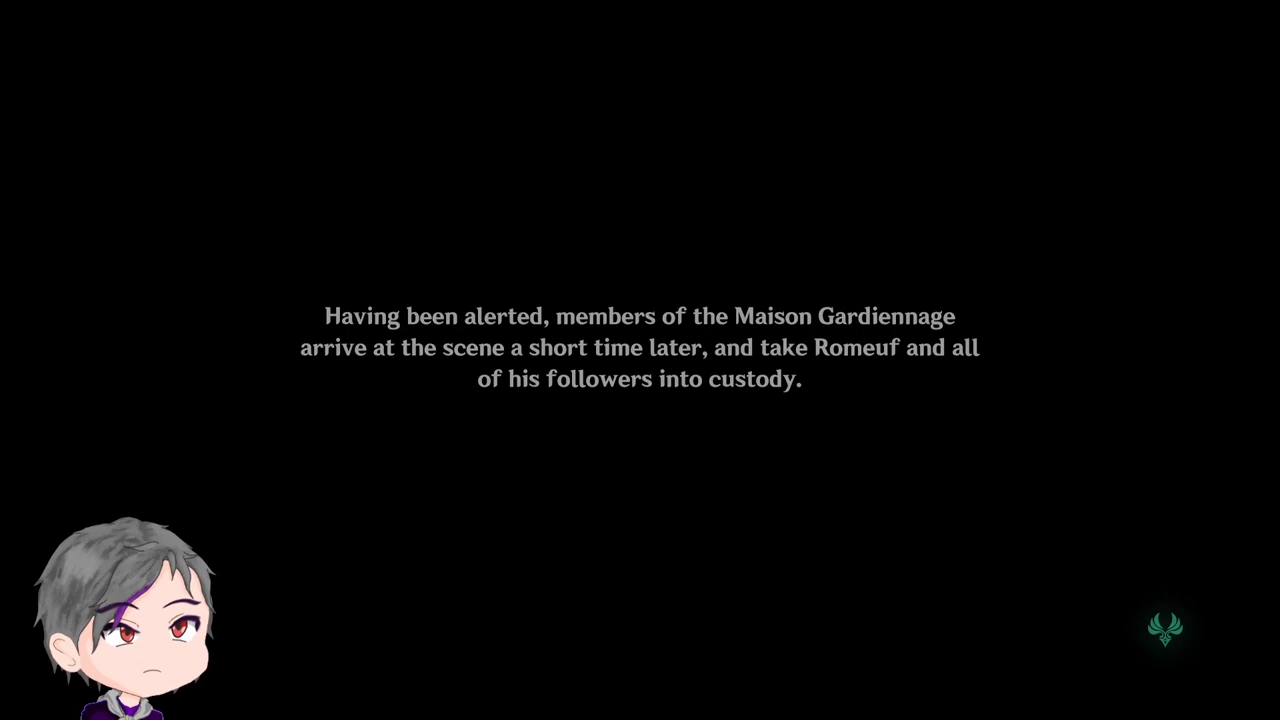 Having been alerted, members of the Maison Gardiennage
arrive at the scene a short time later, and take Romeuf and all
of his followers into custody.